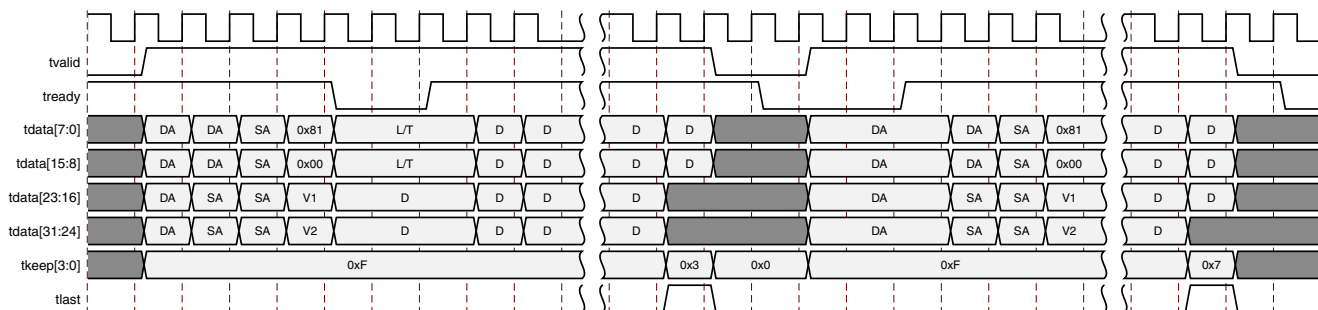 tvalid
tready
tdata[7:0] DA DA SA 0x81 L/T D D D D DA DA SA 0x81 D D
tdata[15:8] DA DA SA 0x00 L/T D D D D DA DA SA 0x00 D D
tdata[23:16] DA SA SA V1 D D D D DA SA SA V1 D D
tdata[31:24] DA SA SA V2 D D D D DA SA SA V2 D
tkeep[3:0] 0xF 0x3 0x0 0xF 0x7
tlast